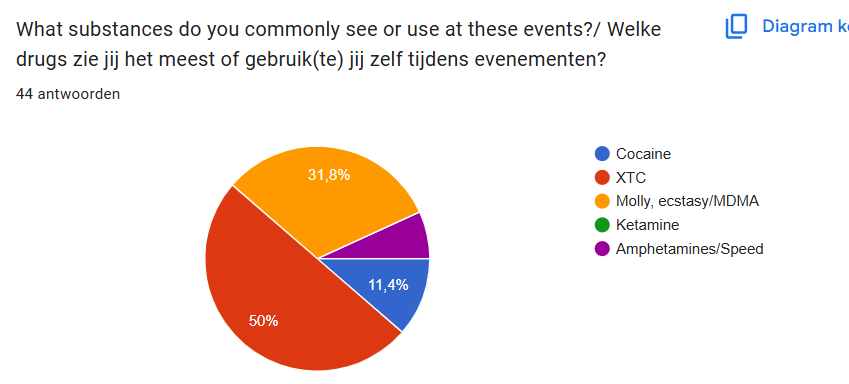 What substances do you commonly see or use at these events?/ Welke
drugs zie jij het meest of gebruik(te) jij zelf tijdens evenementen?
Diagram k
44 antwoorden
31,8%
11,4%
50%
Cocaine
XTC
Molly, ecstasy/MDMA
Ketamine
Amphetamines/Speed